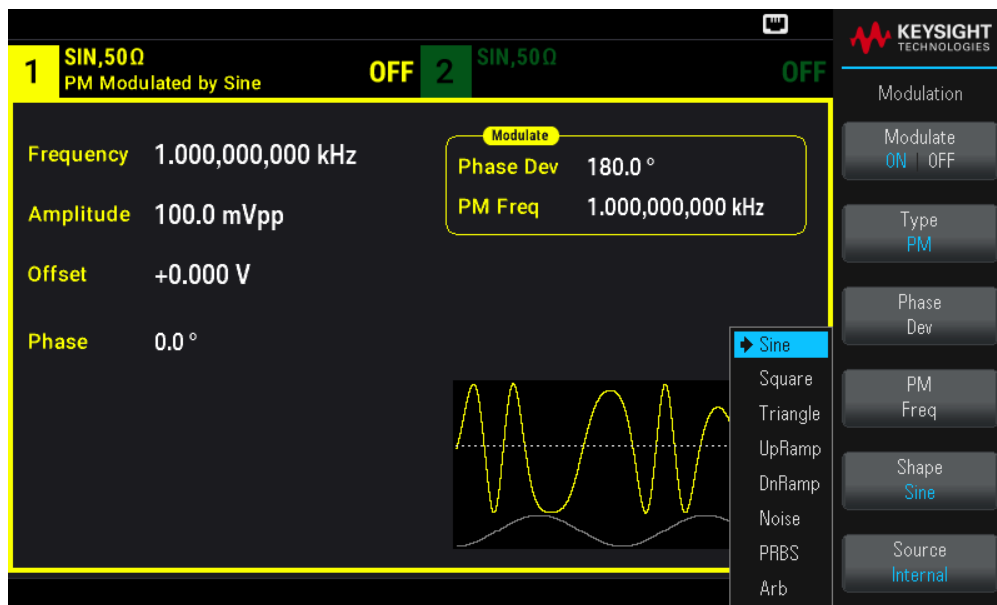 KEYSIGHT
TECHNOLOGIES
1
SIN,50Ω
PM Modulated by Sine
OFF
2
SIN,50Ω
OFF
Frequency 1.000,000,000 kHz
Amplitude 100.0 mVpp
Offset +0.000 V
Phase 0.0 °
Modulate
Phase Dev 180.0 °
PM Freq 1.000,000,000 kHz
Sine
Square
Triangle
UpRamp
DnRamp
Noise
PRBS
Arb
Modulation
Modulate
ON | OFF
Type
PM
Phase
Dev
PM
Freq
Shape
Sine
Source
Internal